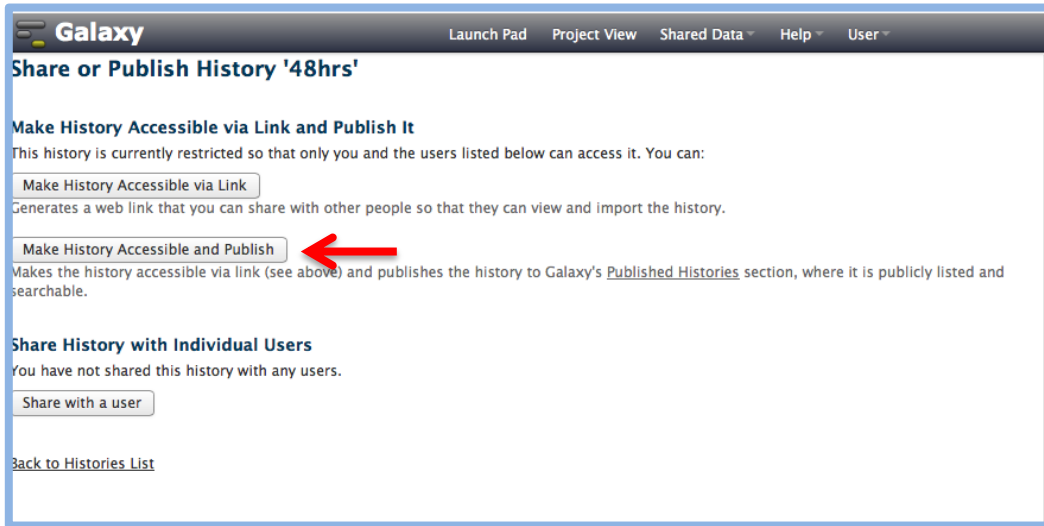 Galaxy Launch Pad Project View Shared Data Help User
Share or Publish History '48hrs'
Make History Accessible via Link and Publish It
This history is currently restricted so that only you and the users listed below can access it. You can:
Make History Accessible via Link
Generates a web link that you can share with other people so that they can view and import the history.
Make History Accessible and Publish
Makes the history accessible via link (see above) and publishes the history to Galaxy's Published Histories section, where it is publicly listed and
searchable.
Share History with Individual Users
You have not shared this history with any users.
Share with a user
Back to Histories List